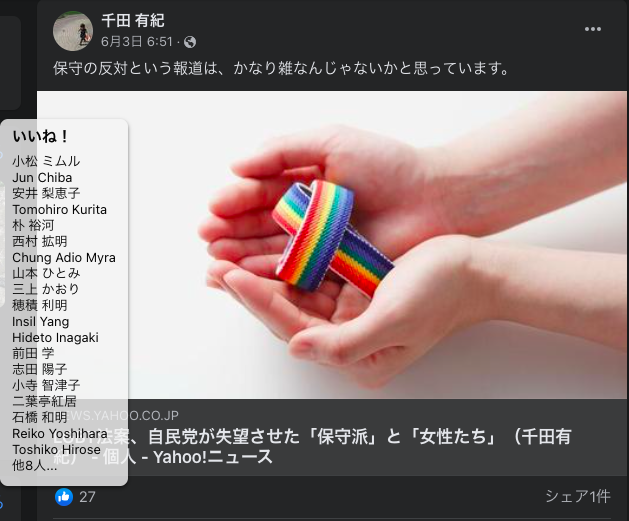 千田 有紀
6月3日 6:51 ·
保守の反対という報道は、かなり雑なんじゃないかと思っています。
いいね！
小松 ミムル
Jun Chiba
安井 梨恵子
Tomohiro Kurita
朴 裕河
西村 拡明
Chung Adio Myra
山本 ひとみ
三上 かおり
穂積 利明
Insil Yang
Hideto Inagaki
前田 学
志田 陽子
小寺 智津子
二葉亭紅居
石橋 和明
Reiko Yoshihara
Toshiko Hirose
他8人...
NEWS.YAHOO.CO.JP
法案、自民党が失望させた「保守派」と「女性たち」（千田有
紀） - 個人 - Yahoo!ニュース
27
シェア1件